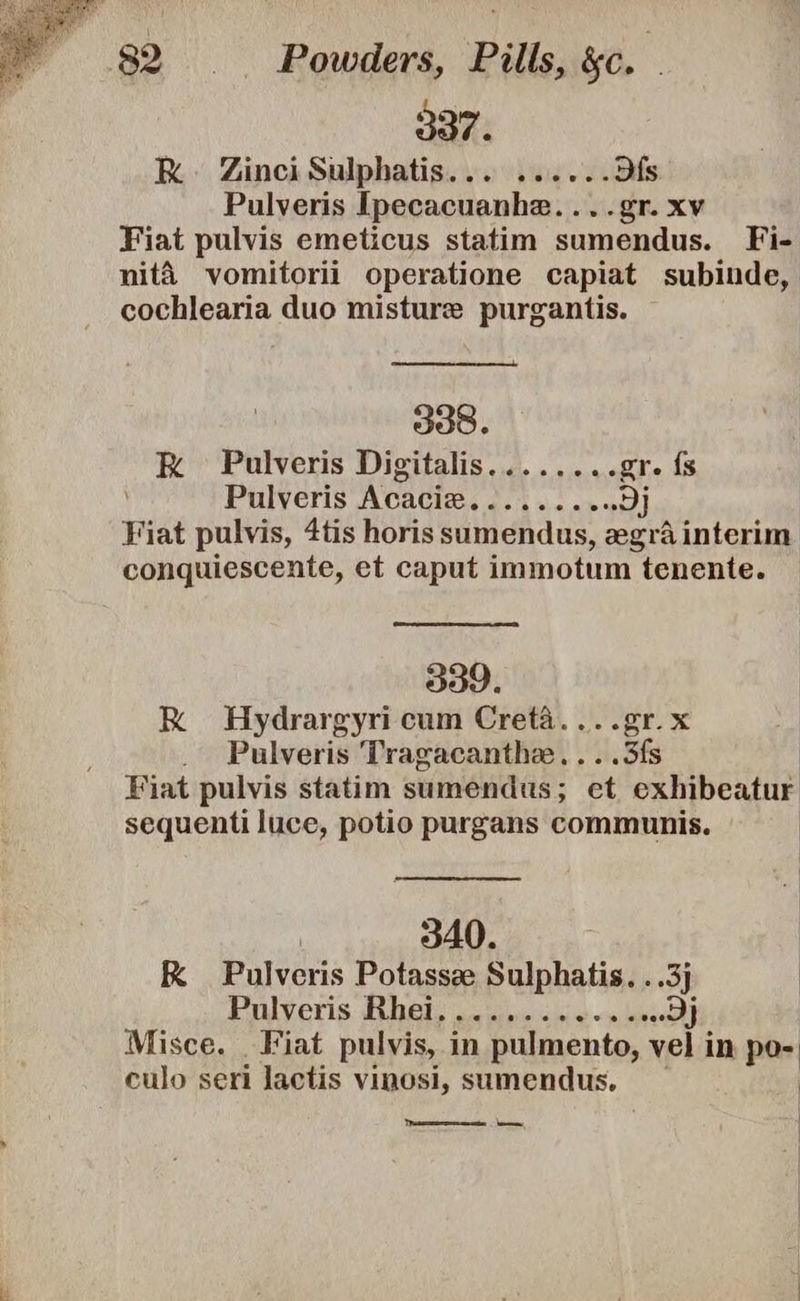 82 Powders, Pills, &c.
337.
℞ Zinci Sulphatis... ......℈ſs
Pulveris Ipecacuanhæ....gr. xv
Fiat pulvis emeticus statim sumendus. Fi-
nitâ vomitorii operatione capiat subinde,
cochlearia duo misturæ purgantis.
338.
℞ Pulveris Digitalis.........gr. ſs
Pulveris Acaciæ..........℈j
Fiat pulvis, 4tis horis sumendus, ægrâ interim
conquiescente, et caput immotum tenente.
339.
℞ Hydrargyri cum Cretâ....gr. x
Pulveris Tragacanthæ....ʒſs
Fiat pulvis statim sumendus; et exhibeatur
sequenti luce, potio purgans communis.
340.
℞ Pulveris Potassæ Sulphatis...ʒj
Pulveris Rhei...............℈j
Misce. Fiat pulvis, in pulmento, vel in po-
culo seri lactis vinosi, sumendus.